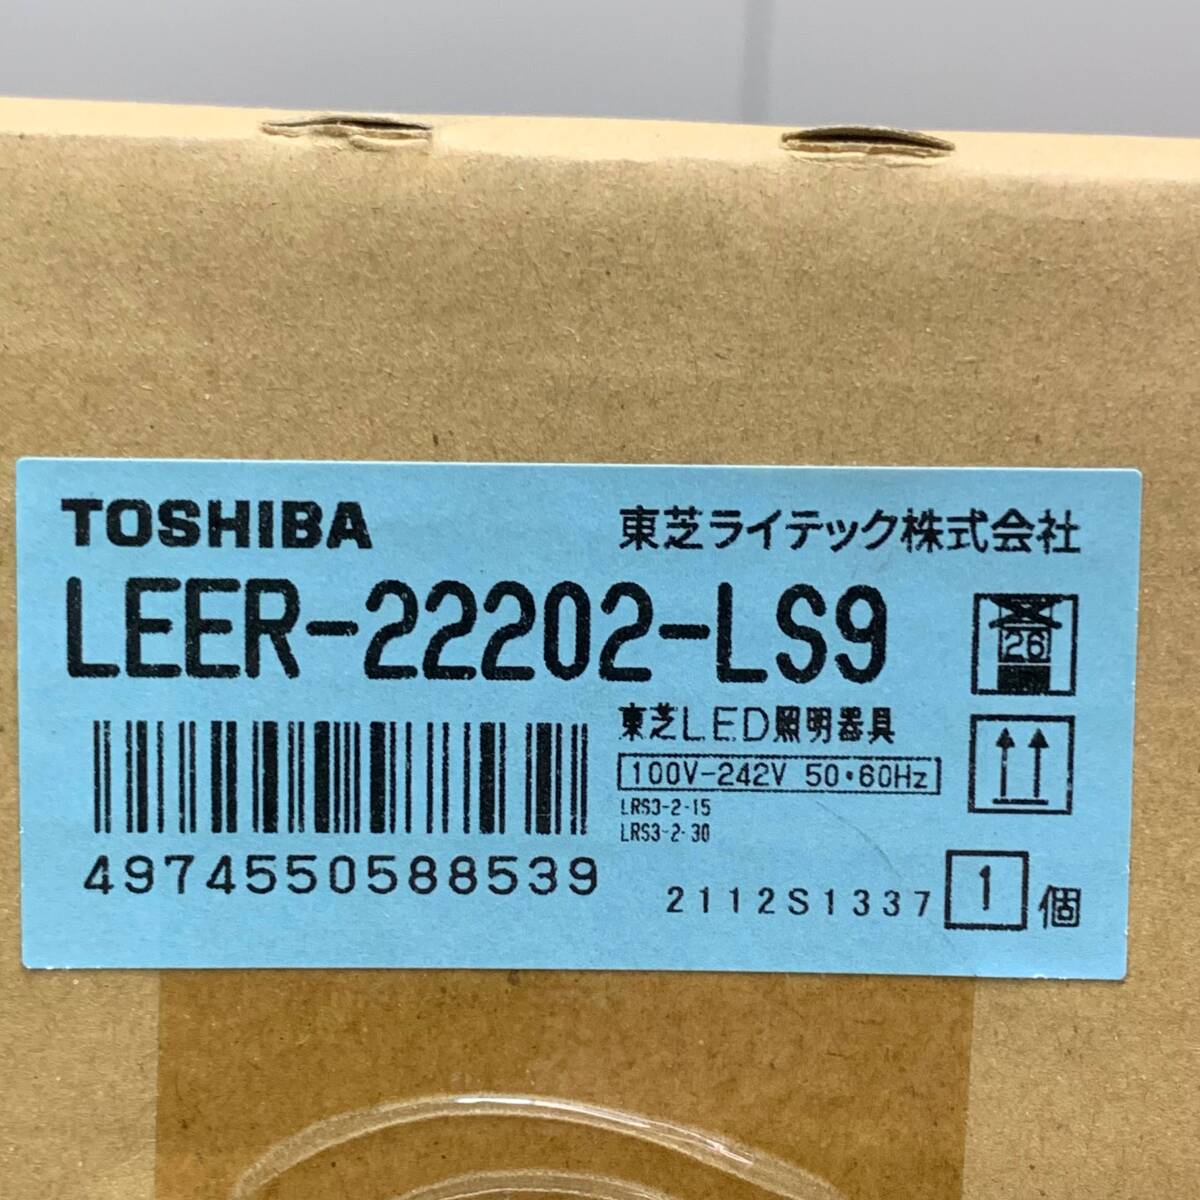 TOSHIBA 東芝ライテック株式会社
LEER-22202-LS9
26
東芝LED照明器具
100V-242V 50・60Hz
LRS3-2-15
LRS3-2-30
4974550588539
2112S1337 1 個